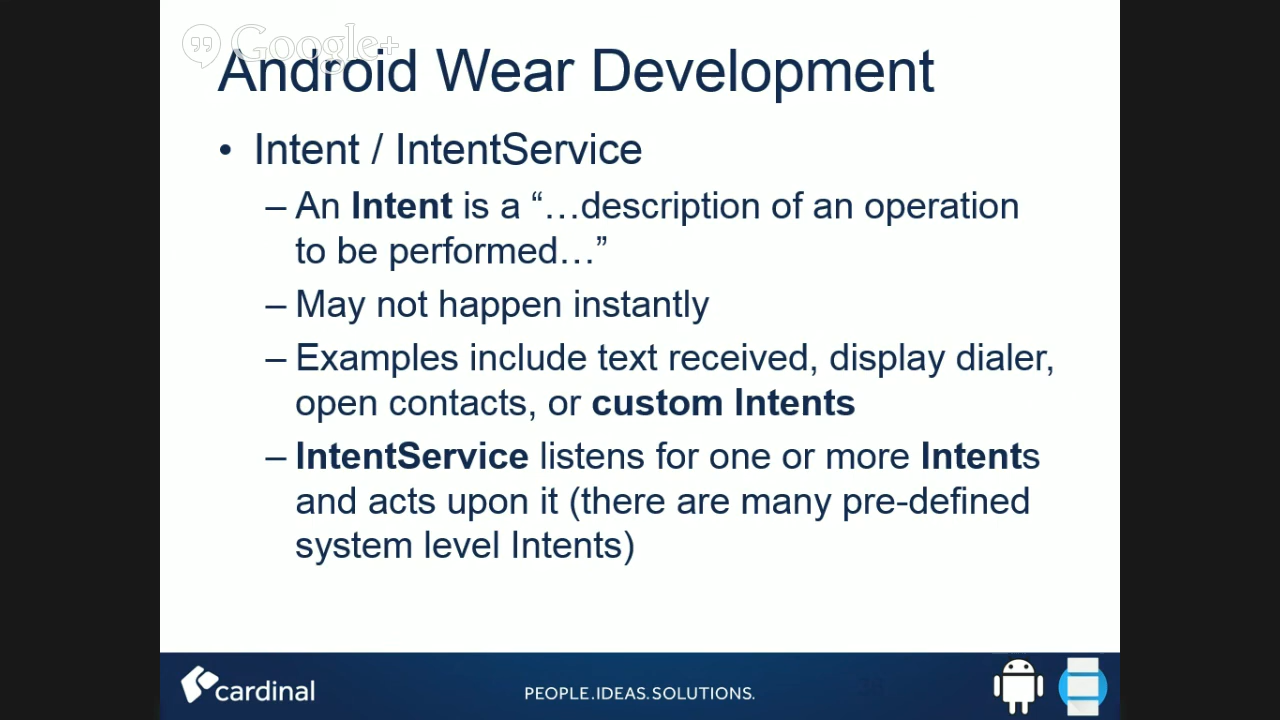 Google+
Android Wear Development
• Intent / IntentService
– An Intent is a “…description of an operation
to be performed…”
– May not happen instantly
– Examples include text received, display dialer,
open contacts, or custom Intents
– IntentService listens for one or more Intents
and acts upon it (there are many pre-defined
system level Intents)
cardinal
PEOPLE.IDEAS.SOLUTIONS.